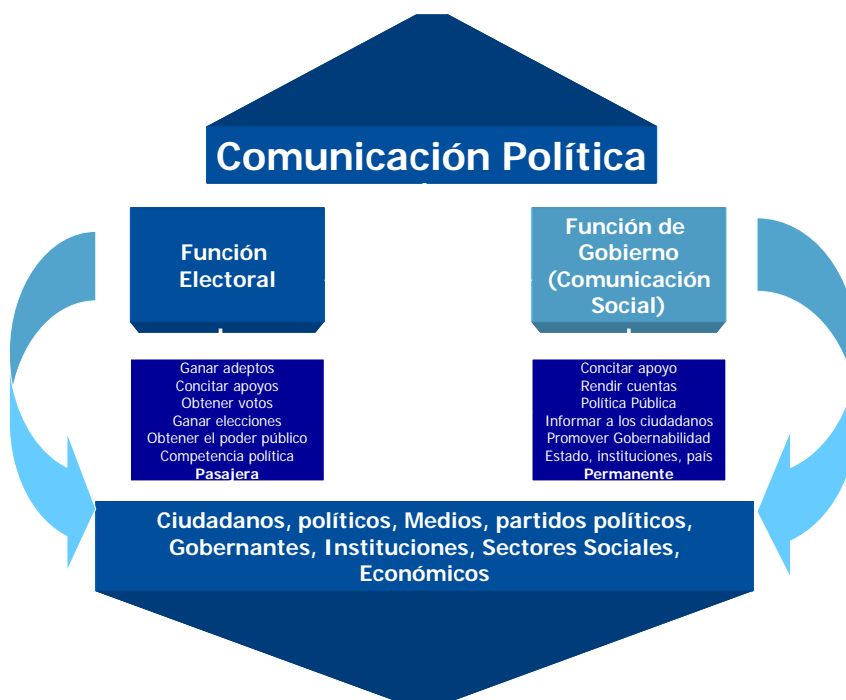 Comunicación Política
Función
Electoral
Función de
Gobierno
(Comunicación
Social)
Ganar adeptos
Concitar apoyos
Obtener votos
Ganar elecciones
Obtener el poder público
Competencia política
Pasajera
Concitar apoyo
Rendir cuentas
Política Pública
Informar a los ciudadanos
Promover Gobernabilidad
Estado, instituciones, país
Permanente
Ciudadanos, políticos, Medios, partidos políticos,
Gobernantes, Instituciones, Sectores Sociales,
Económicos